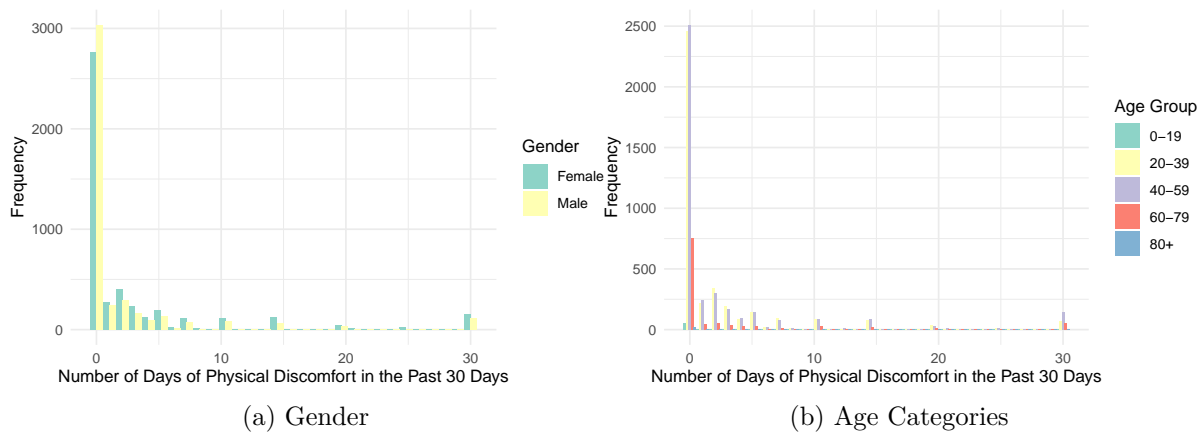 3000
2000
1000
0
Frequency
0
10
20
30
Number of Days of Physical Discomfort in the Past 30 Days
Gender
Female
Male
(a) Gender
2500
2000
1500
1000
500
0
Frequency
0
10
20
30
Number of Days of Physical Discomfort in the Past 30 Days
Age Group
0−19
20−39
40−59
60−79
80+
(b) Age Categories